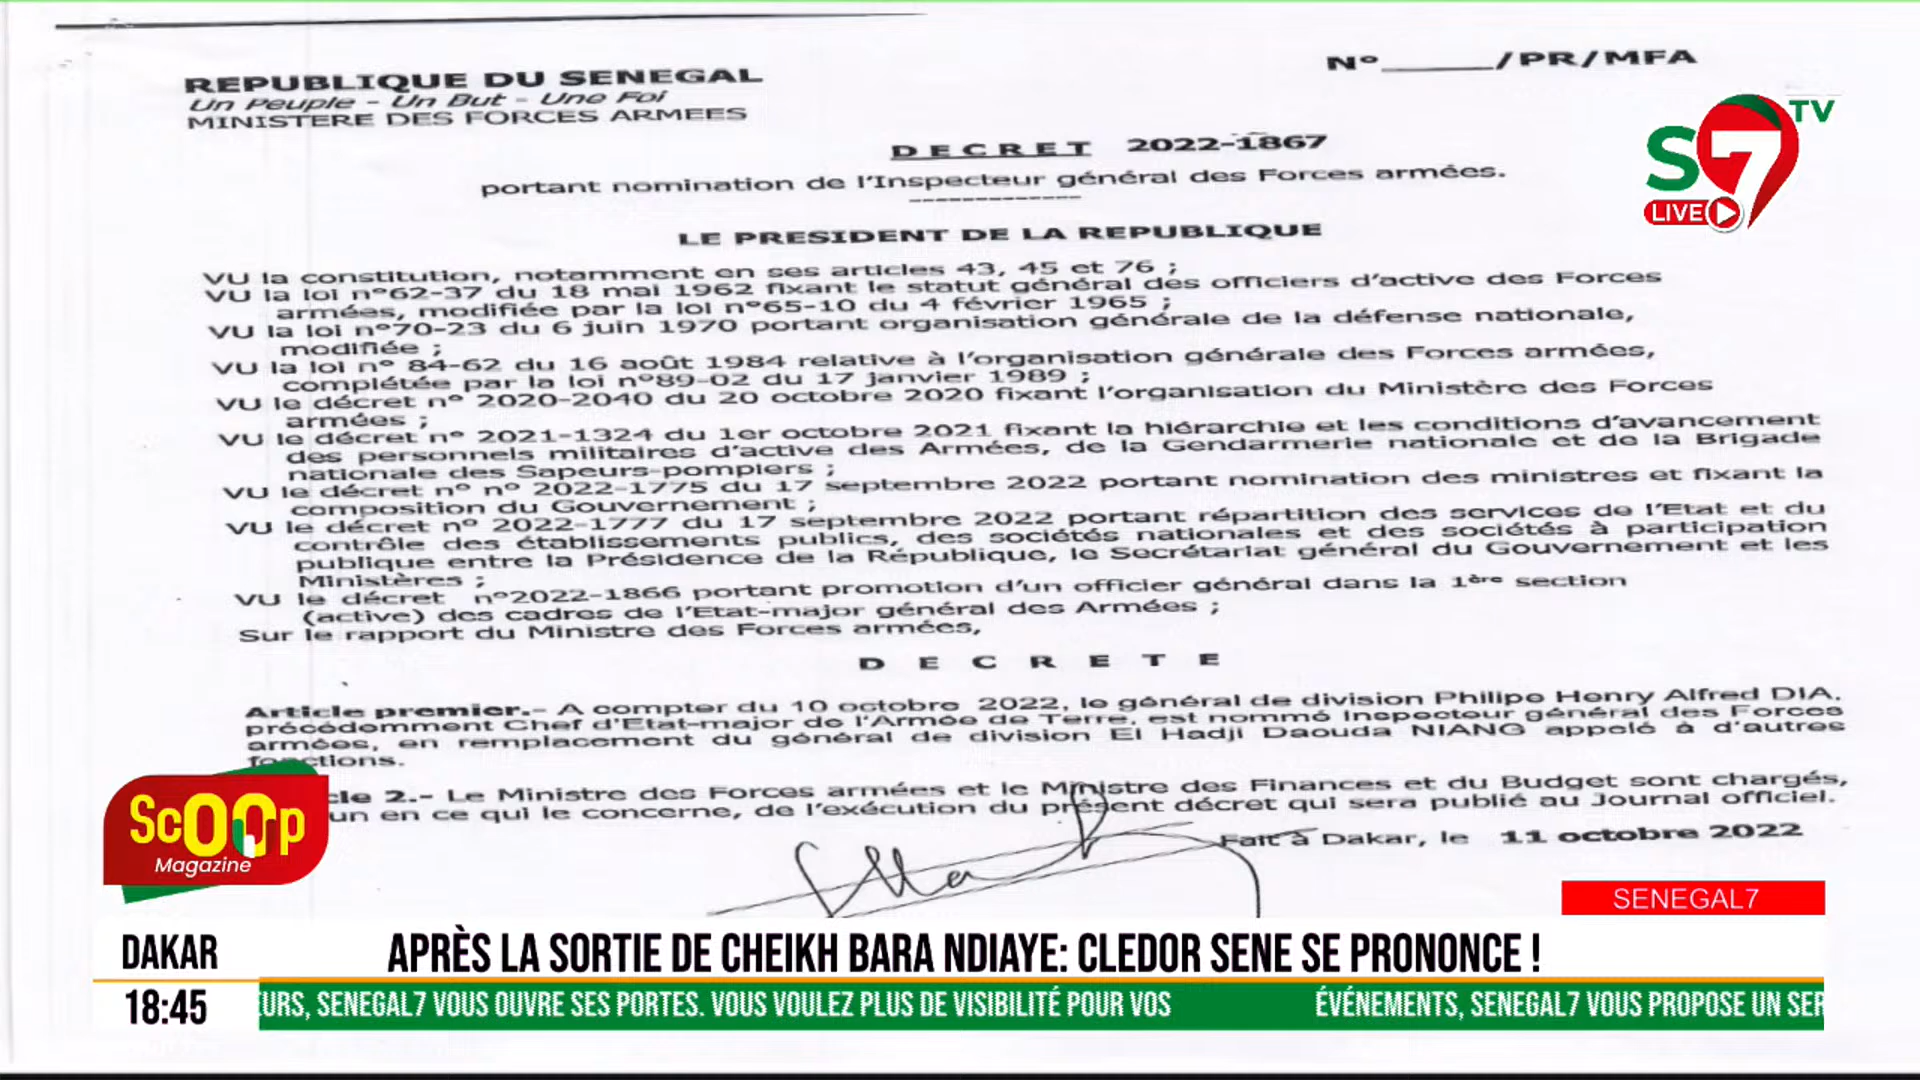 REPUBLIQUE DU SENEGAL
Un Peuple - Un But - Une Foi
MINISTERE DES FORCES ARMEES
N°______/PR/MFA
S7 TV
LIVE
DECRET 2022-1867
portant nomination de l'Inspecteur général des Forces armées.
-------------
LE PRESIDENT DE LA REPUBLIQUE
VU la constitution, notamment en ses articles 43, 45 et 76 ;
VU la loi n°62-37 du 18 mai 1962 fixant le statut général des officiers d'active des Forces
armées, modifiée par la loi n°65-10 du 4 février 1965 ;
VU la loi n°70-23 du 6 juin 1970 portant organisation générale de la défense nationale,
modifiée ;
VU la loi n° 84-62 du 16 août 1984 relative à l'organisation générale des Forces armées,
complétée par la loi n°89-02 du 17 janvier 1989 ;
VU le décret n° 2020-2040 du 20 octobre 2020 fixant l'organisation du Ministère des Forces
armées ;
VU le décret n° 2021-1324 du 1er octobre 2021 fixant la hiérarchie et les conditions d'avancement
des personnels militaires d'active des Armées, de la Gendarmerie nationale et de la Brigade
nationale des Sapeurs-pompiers ;
VU le décret n° n° 2022-1775 du 17 septembre 2022 portant nomination des ministres et fixant la
composition du Gouvernement ;
VU le décret n° 2022-1777 du 17 septembre 2022 portant répartition des services de l'Etat et du
contrôle des établissements publics, des sociétés nationales et des sociétés à participation
publique entre la Présidence de la République, le Secrétariat général du Gouvernement et les
Ministères ;
VU le décret n°2022-1866 portant promotion d'un officier général dans la 1ère section
(active) des cadres de l'Etat-major général des Armées ;
Sur le rapport du Ministre des Forces armées,
D E C R E T E
Article premier.- A compter du 10 octobre 2022, le général de division Philipe Henry Alfred DIA,
précédemment Chef d'Etat-major de l'Armée de Terre, est nommé Inspecteur général des Forces
armées, en remplacement du général de division El Hadji Daouda NIANG appelé à d'autres
fonctions.
cle 2.- Le Ministre des Forces armées et le Ministre des Finances et du Budget sont chargés,
un en ce qui le concerne, de l'exécution du présent décret qui sera publié au Journal officiel.
Fait à Dakar, le 11 octobre 2022
Scoop
Magazine
SENEGAL7
DAKAR
APRÈS LA SORTIE DE CHEIKH BARA NDIAYE: CLEDOR SENE SE PRONONCE !
18:45
EURS, SENEGAL7 VOUS OUVRE SES PORTES. VOUS VOULEZ PLUS DE VISIBILITÉ POUR VOS ÉVÉNEMENTS, SENEGAL7 VOUS PROPOSE UN SER